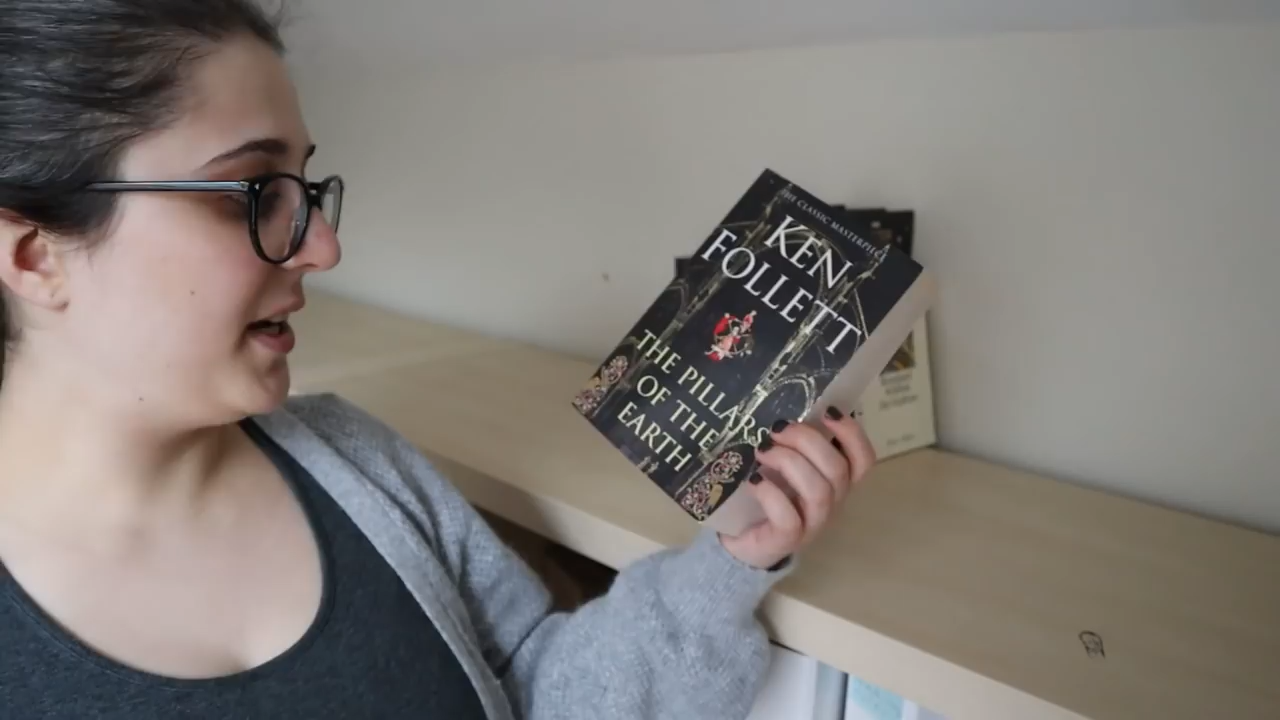 THE CLASSIC MASTERPIECE
KEN
FOLLETT
THE PILLARS
OF THE
EARTH